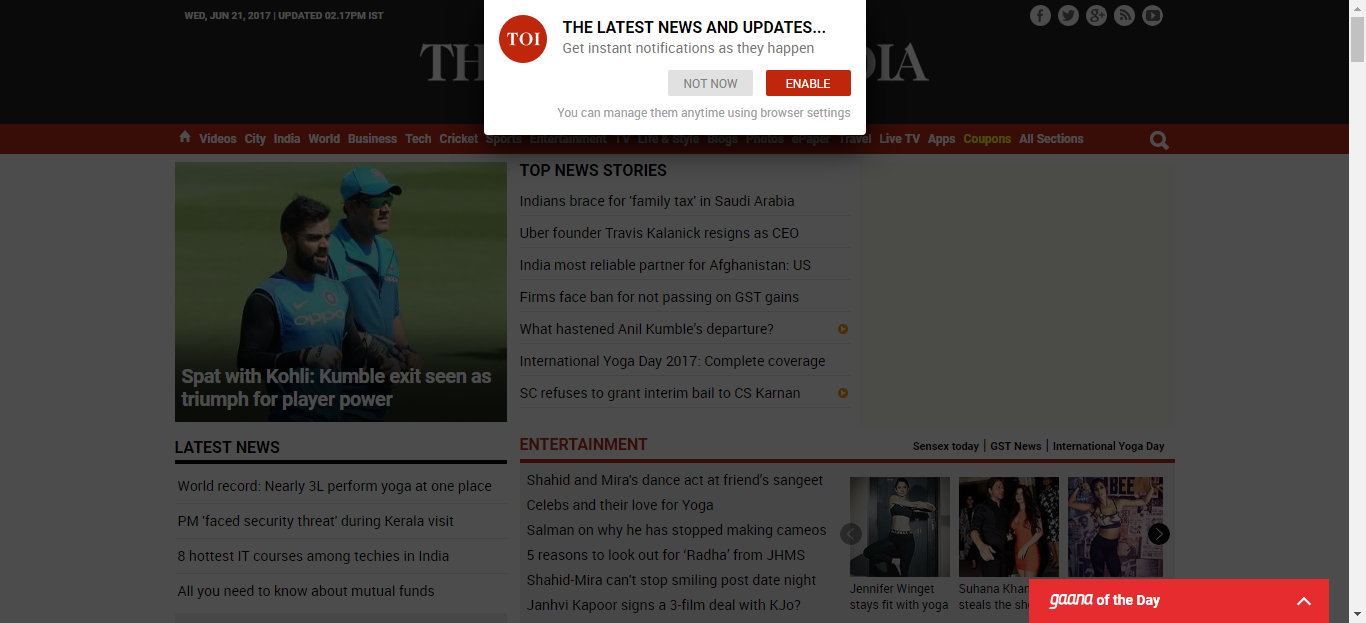 WED, JUN 21, 2017 | UPDATED 02.17PM IST
TOI
THE LATEST NEWS AND UPDATES...
Get instant notifications as they happen
NOT NOW
ENABLE
You can manage them anytime using browser settings
Videos City India World Business Tech Cricket Sports Entertainment TV Life & Style Blogs Photos ePaper Travel Live TV Apps Coupons All Sections
Spat with Kohli: Kumble exit seen as
triumph for player power
oppo
TOP NEWS STORIES
Indians brace for 'family tax' in Saudi Arabia
Uber founder Travis Kalanick resigns as CEO
India most reliable partner for Afghanistan: US
Firms face ban for not passing on GST gains
What hastened Anil Kumble's departure?
International Yoga Day 2017: Complete coverage
SC refuses to grant interim bail to CS Karnan
LATEST NEWS
World record: Nearly 3L perform yoga at one place
PM 'faced security threat' during Kerala visit
8 hottest IT courses among techies in India
All you need to know about mutual funds
ENTERTAINMENT
Sensex today | GST News | International Yoga Day
Shahid and Mira's dance act at friend's sangeet
Celebs and their love for Yoga
Salman on why he has stopped making cameos
5 reasons to look out for 'Radha' from JHMS
Shahid-Mira can't stop smiling post date night
Janhvi Kapoor signs a 3-film deal with KJo?
Jennifer Winget
stays fit with yoga
Suhana Khan
steals the
gaana of the Day